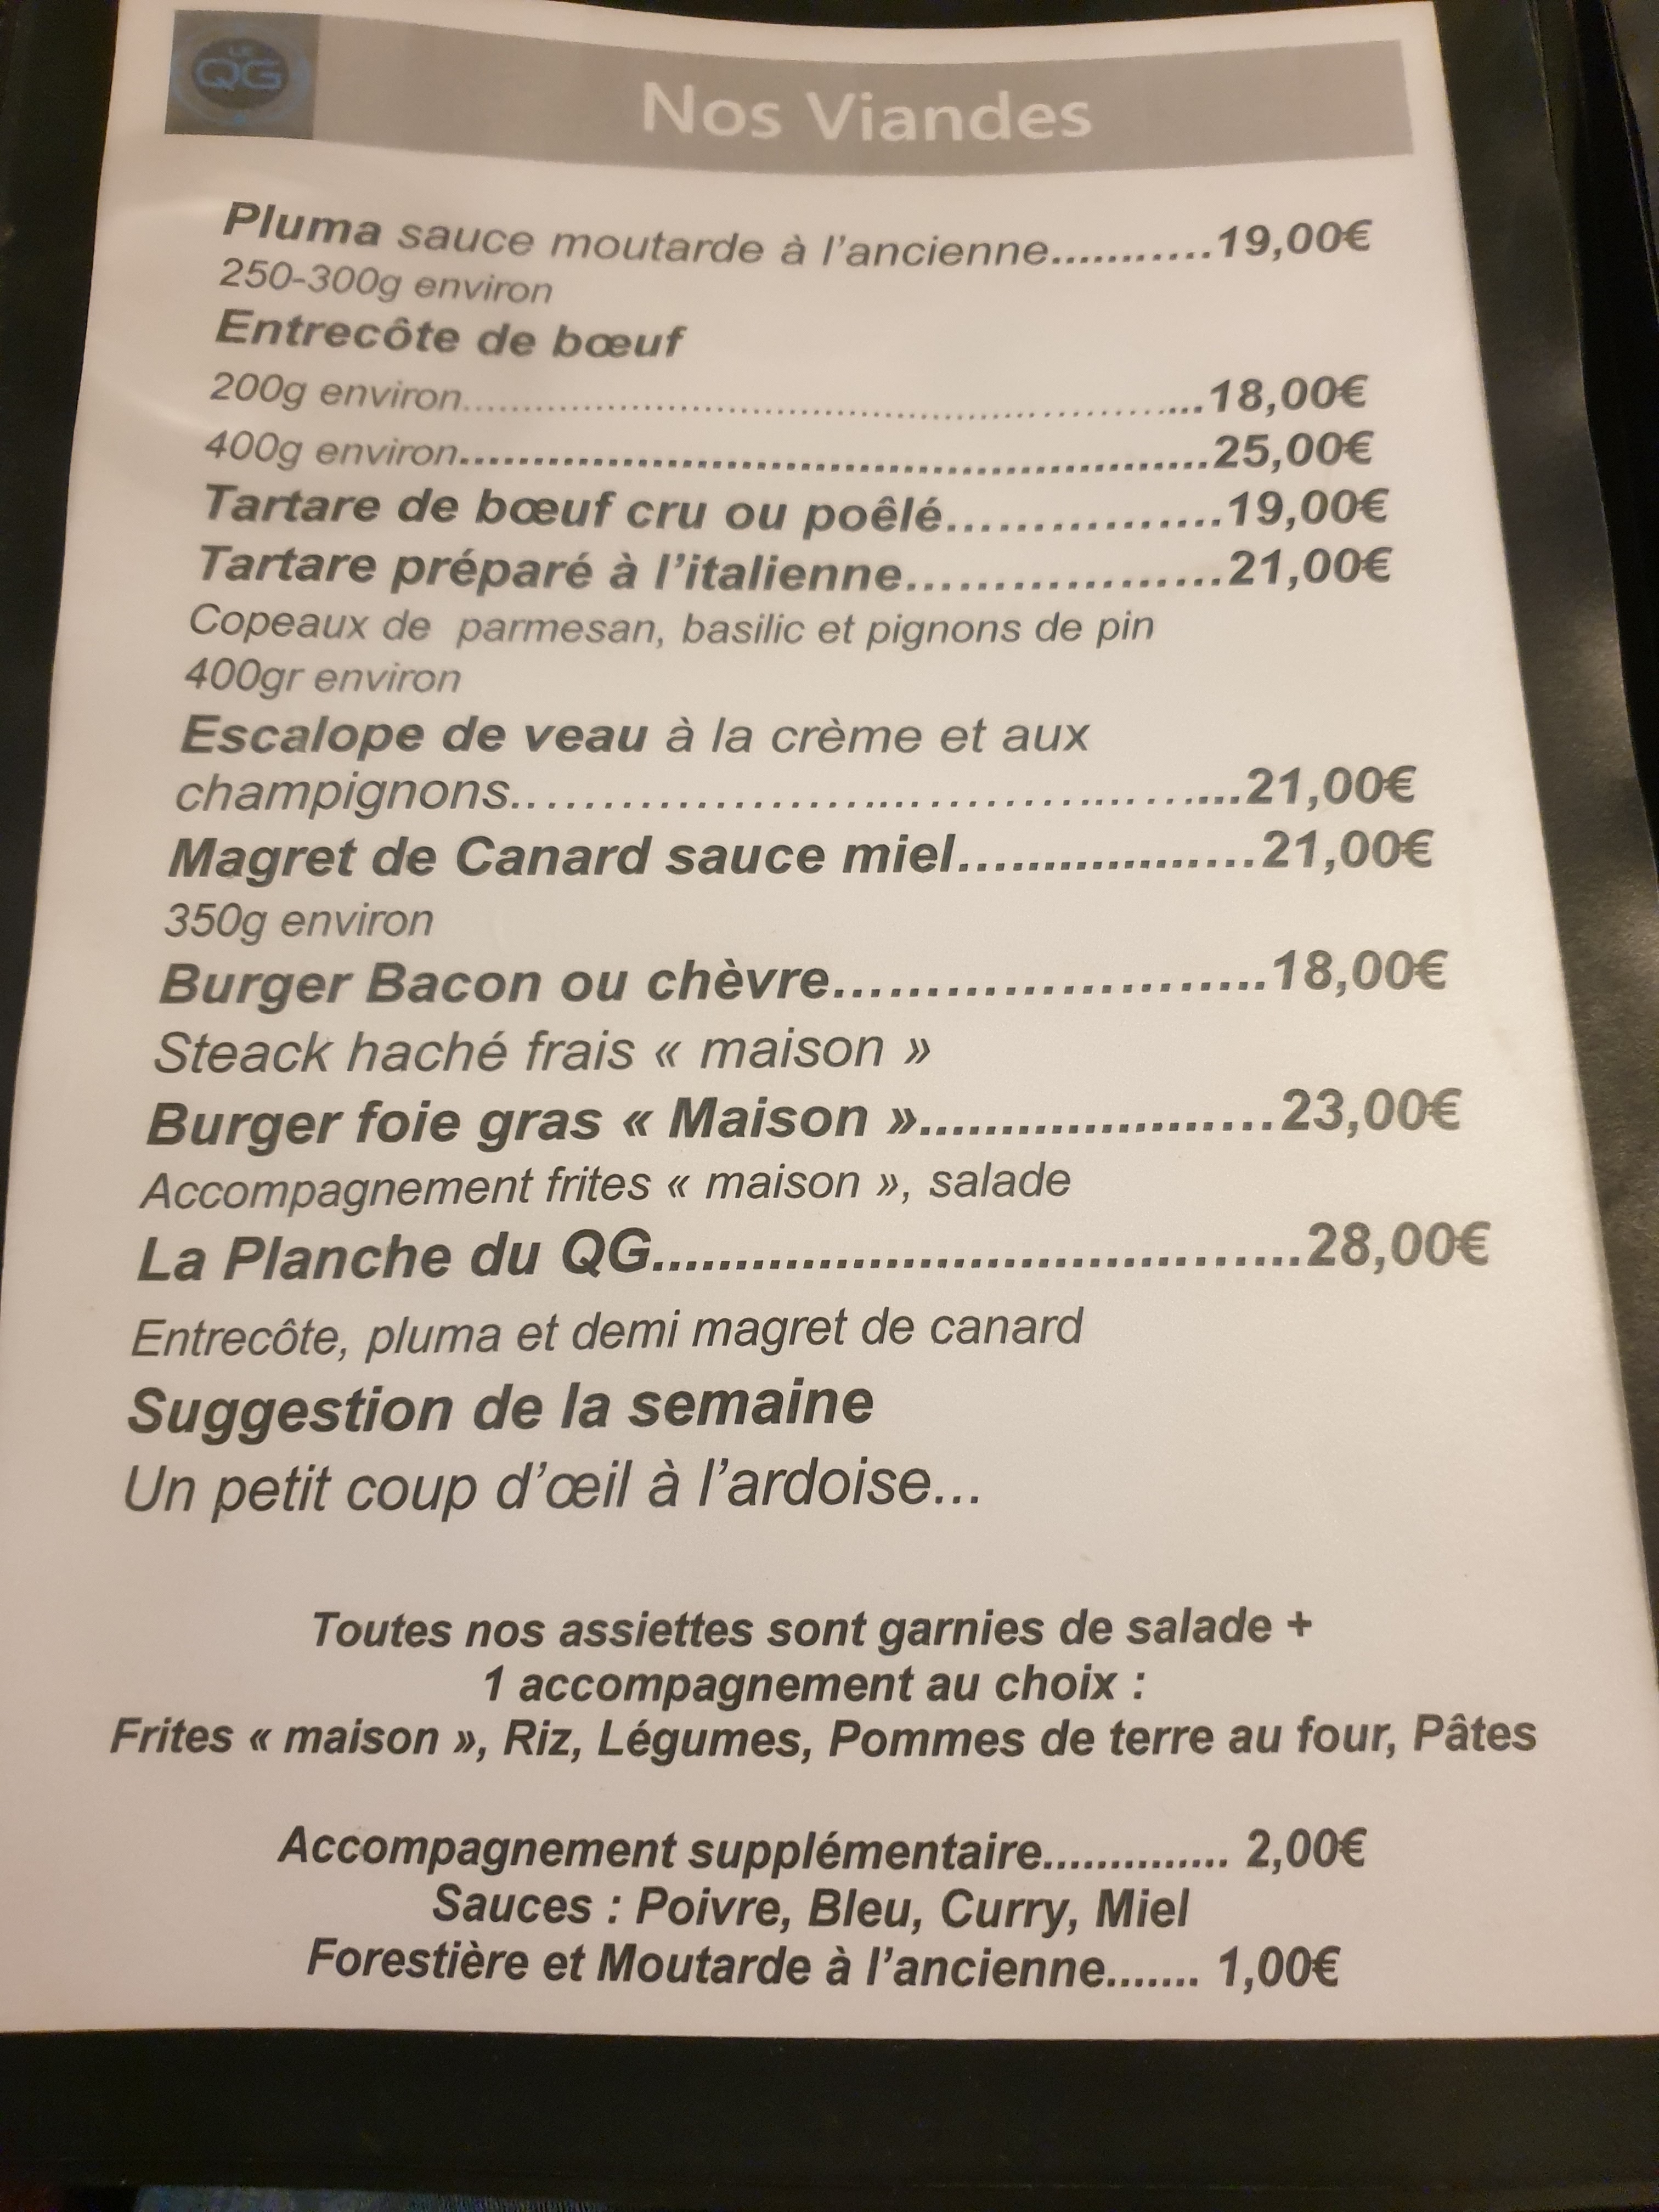 LE
QG
Nos Viandes
Pluma sauce moutarde à l'ancienne...........19,00€
250-300g environ
Entrecôte de bœuf
200g environ......................................................18,00€
400g environ......................................................25,00€
Tartare de bœuf cru ou poêlé.................19,00€
Tartare préparé à l'italienne...................21,00€
Copeaux de parmesan, basilic et pignons de pin
400gr environ
Escalope de veau à la crème et aux
champignons.............................................21,00€
Magret de Canard sauce miel...................21,00€
350g environ
Burger Bacon ou chèvre.........................18,00€
Steack haché frais « maison »
Burger foie gras « Maison »......................23,00€
Accompagnement frites « maison », salade
La Planche du QG........................................28,00€
Entrecôte, pluma et demi magret de canard
Suggestion de la semaine
Un petit coup d'œil à l'ardoise...
Toutes nos assiettes sont garnies de salade +
1 accompagnement au choix :
Frites « maison », Riz, Légumes, Pommes de terre au four, Pâtes
Accompagnement supplémentaire.............. 2,00€
Sauces : Poivre, Bleu, Curry, Miel
Forestière et Moutarde à l'ancienne....... 1,00€